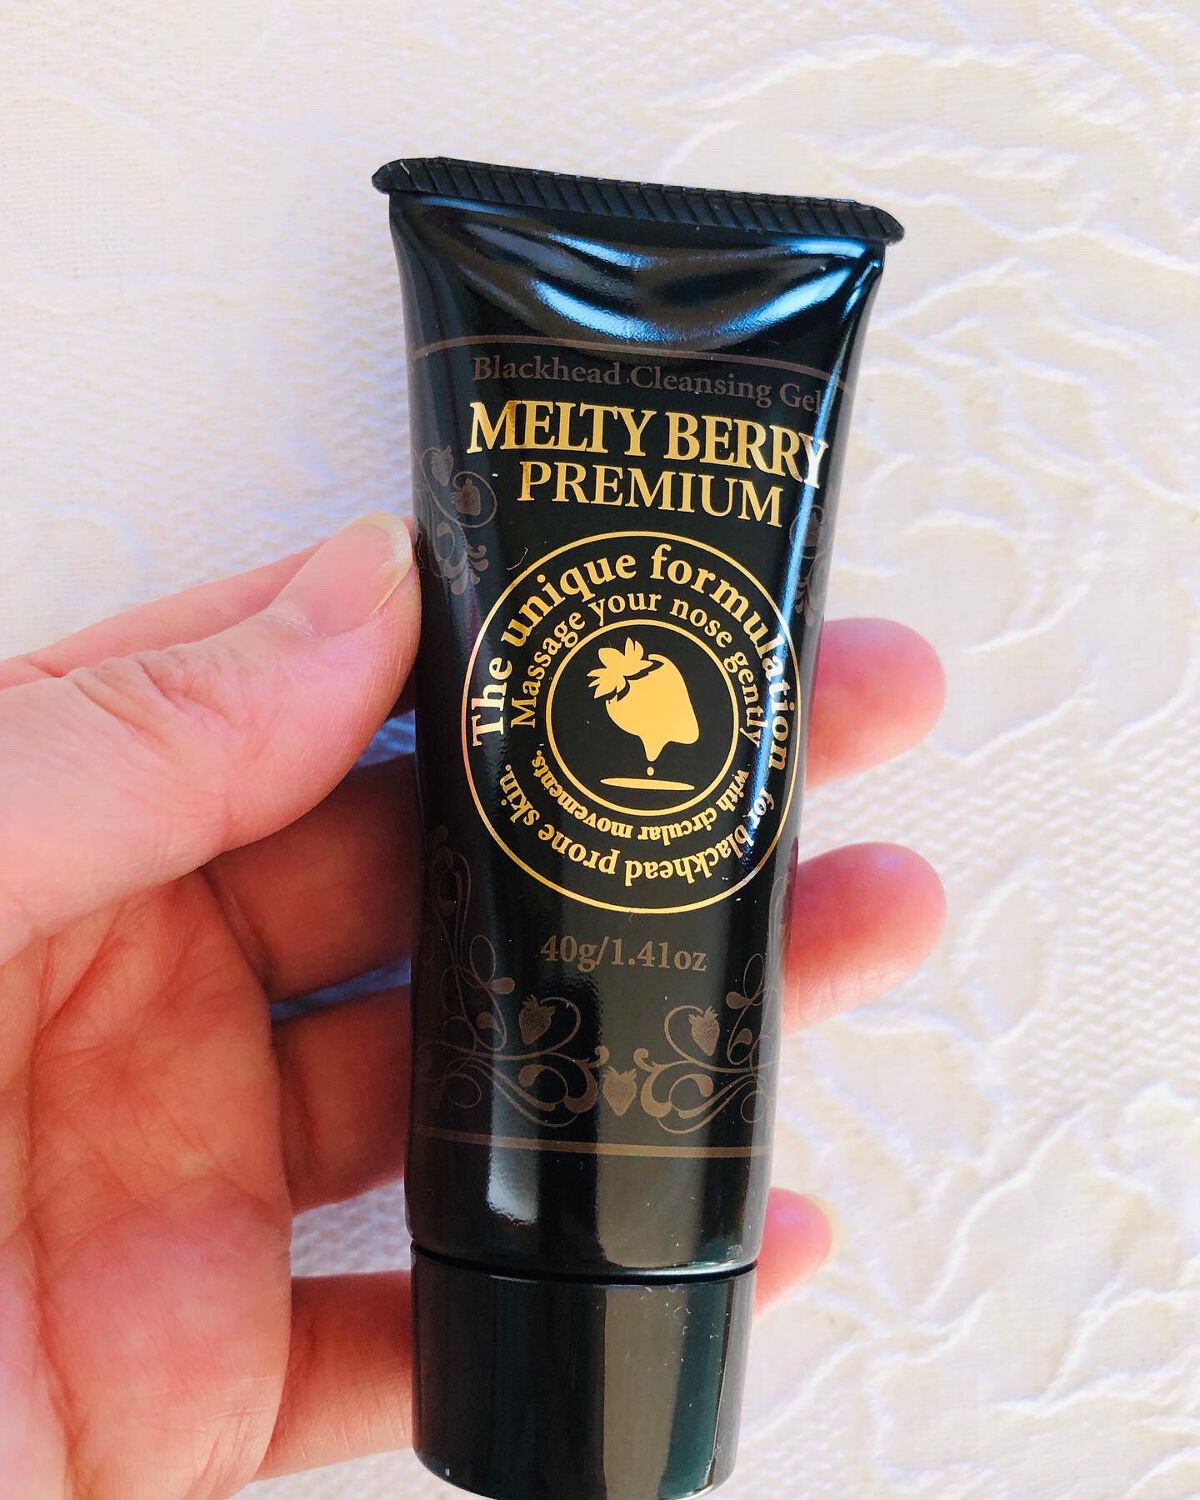 Blackhead Cleansing Gel
MELTY BERRY
PREMIUM
The unique formulation
for blackhead prone skin.
Massage your nose gently
with circular movements.
40g/1.41oz